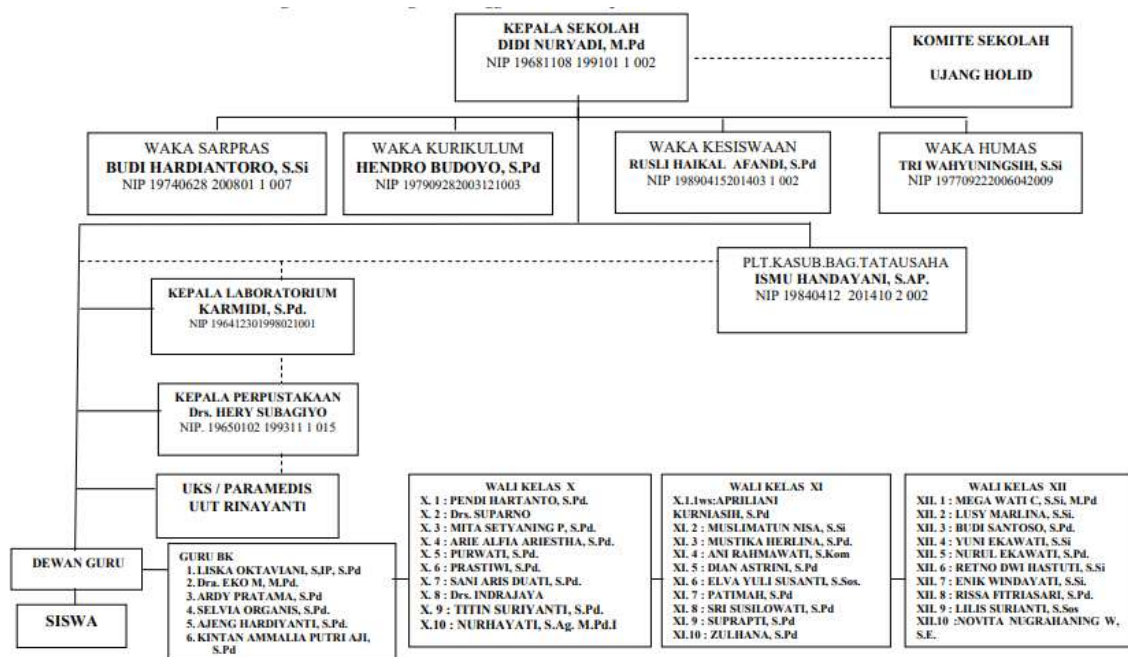 KEPALA SEKOLAH
DIDI NURYADI, M.Pd
NIP 19681108 199101 1 002
KOMITE SEKOLAH
UJANG HOLID
WAKA SARPRAS
BUDI HARDIANTORO, S.Si
NIP 19740628 200801 1 007
WAKA KURIKULUM
HENDRO BUDOYO, S.Pd
NIP 197909282003121003
WAKA KESISWAAN
RUSLI HAIKAL AFANDI, S.Pd
NIP 19890415201403 1 002
WAKA HUMAS
TRI WAHYUNINGSIH, S.Si
NIP 197709222006042009
PLT.KASUB.BAG.TATAUSAHA
ISMU HANDAYANI, S.AP.
NIP 19840412 201410 2 002
KEPALA LABORATORIUM
KARMIDI, S.Pd.
NIP 196412301998021001
KEPALA PERPUSTAKAAN
Drs. HERY SUBAGIYO
NIP. 19650102 199311 1 015
UKS / PARAMEDIS
UUT RINAYANTI
DEWAN GURU
SISWA
GURU BK
1. LISKA OKTAVIANI, S,IP, S.Pd
2. Dra. EKO M, M.Pd.
3. ARDY PRATAMA, S.Pd
4. SELVIA ORGANIS, S.Pd.
5. AJENG HARDIYANTI, S.Pd.
6. KINTAN AMMALIA PUTRI AJI,
S.Pd
WALI KELAS X
X. 1 : PENDI HARTANTO, S.Pd.
X. 2 : Drs. SUPARNO
X. 3 : MITA SETYANING P, S.Pd.
X. 4 : ARIE ALFIA ARIESTHA, S.Pd.
X. 5 : PURWATI, S.Pd.
X. 6 : PRASTIWI, S.Pd.
X. 7 : SANI ARIS DUATI, S.Pd.
X. 8 : Drs. INDRAJAYA
X. 9 : TITIN SURIYANTI, S.Pd.
X.10 : NURHAYATI, S.Ag. M.Pd.I
WALI KELAS XI
X.1.1ws:APRILIANI
KURNIASIH, S.Pd
XI. 2 : MUSLIMATUN NISA, S.Si
XI. 3 : MUSTIKA HERLINA, S.Pd.
XI. 4 : ANI RAHMAWATI, S.Kom
XI. 5 : DIAN ASTRINI, S.Pd
XI. 6 : ELVA YULI SUSANTI, S.Sos.
XI. 7 : PATIMAH, S.Pd
XI. 8 : SRI SUSILOWATI, S.Pd
XI. 9 : SUPRAPTI, S.Pd
XI.10 : ZULHANA, S.Pd
WALI KELAS XII
XII. 1 : MEGA WATI C, S.Si, M.Pd
XII. 2 : LUSY MARLINA, S.Si.
XII. 3 : BUDI SANTOSO, S.Pd.
XII. 4 : YUNI EKAWATI, S.Si
XII. 5 : NURUL EKAWATI, S.Pd.
XII. 6 : RETNO DWI HASTUTI, S.Si
XII. 7 : ENIK WINDAYATI, S.Si.
XII. 8 : RISSA FITRIASARI, S.Pd.
XII. 9 : LILIS SURIANTI, S.Sos
XII.10 :NOVITA NUGRAHANING W,
S.E.